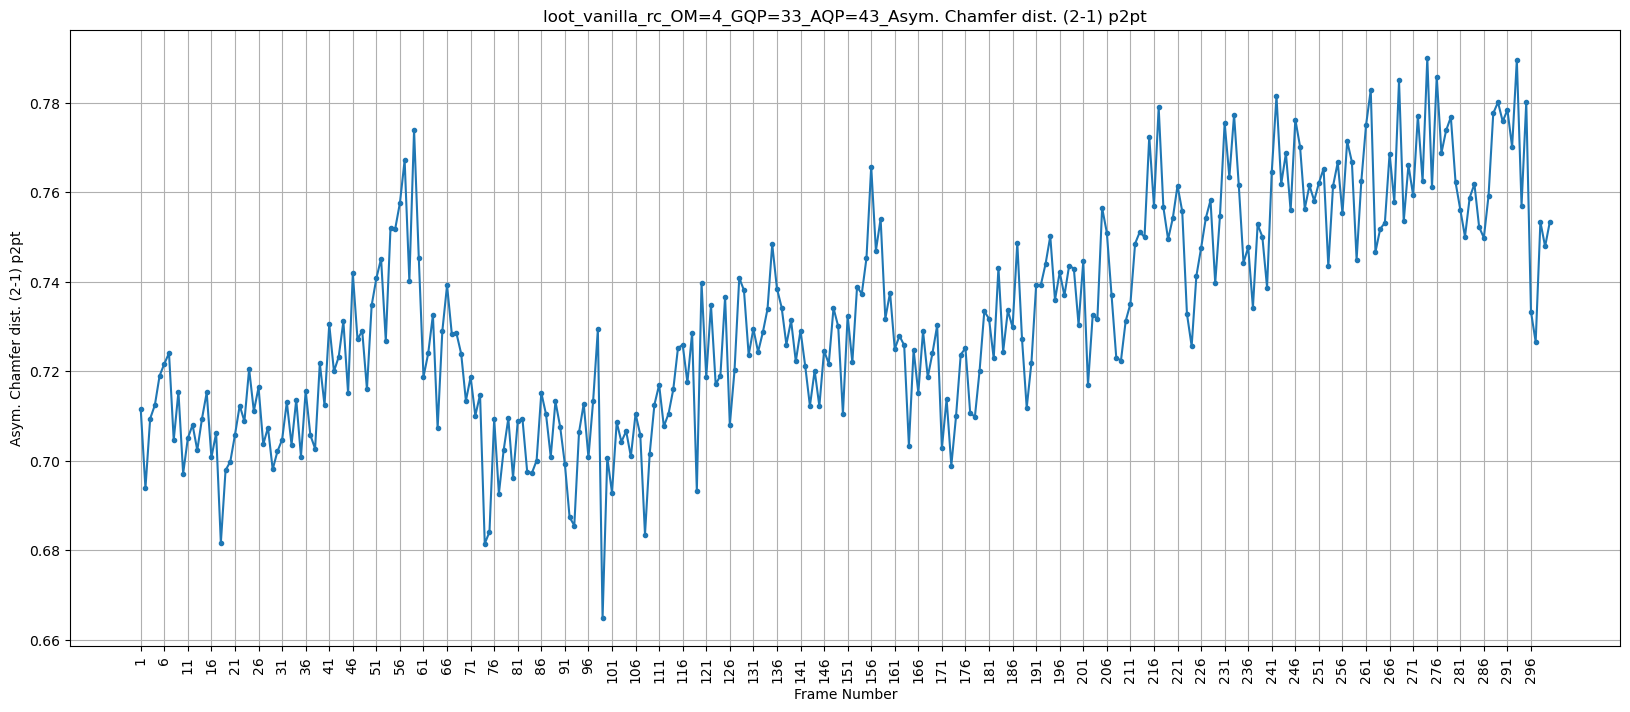 loot_vanilla_rc_OM=4_GQP=33_AQP=43_Asym. Chamfer dist. (2-1) p2pt
Asym. Chamfer dist. (2-1) p2pt
0.78
0.76
0.74
0.72
0.70
0.68
0.66
1 6 11 16 21 26 31 36 41 46 51 56 61 66 71 76 81 86 91 96 101 106 111 116 121 126 131 136 141 146 151 156 161 166 171 176 181 186 191 196 201 206 211 216 221 226 231 236 241 246 251 256 261 266 271 276 281 286 291 296
Frame Number